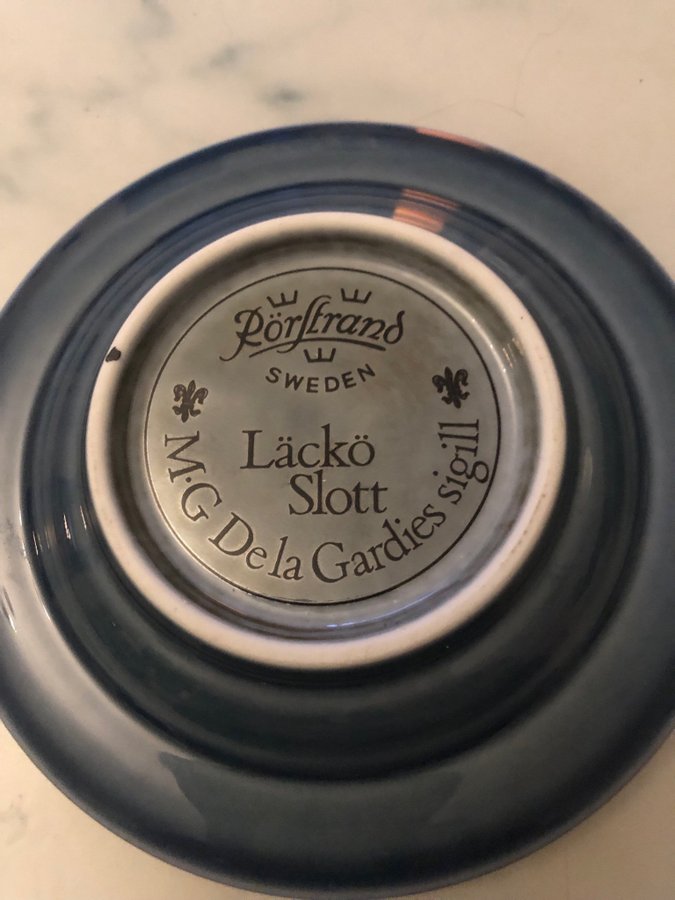 Rörstrand
SWEDEN
Läckö
Slott
M·G De la Gardies sigill